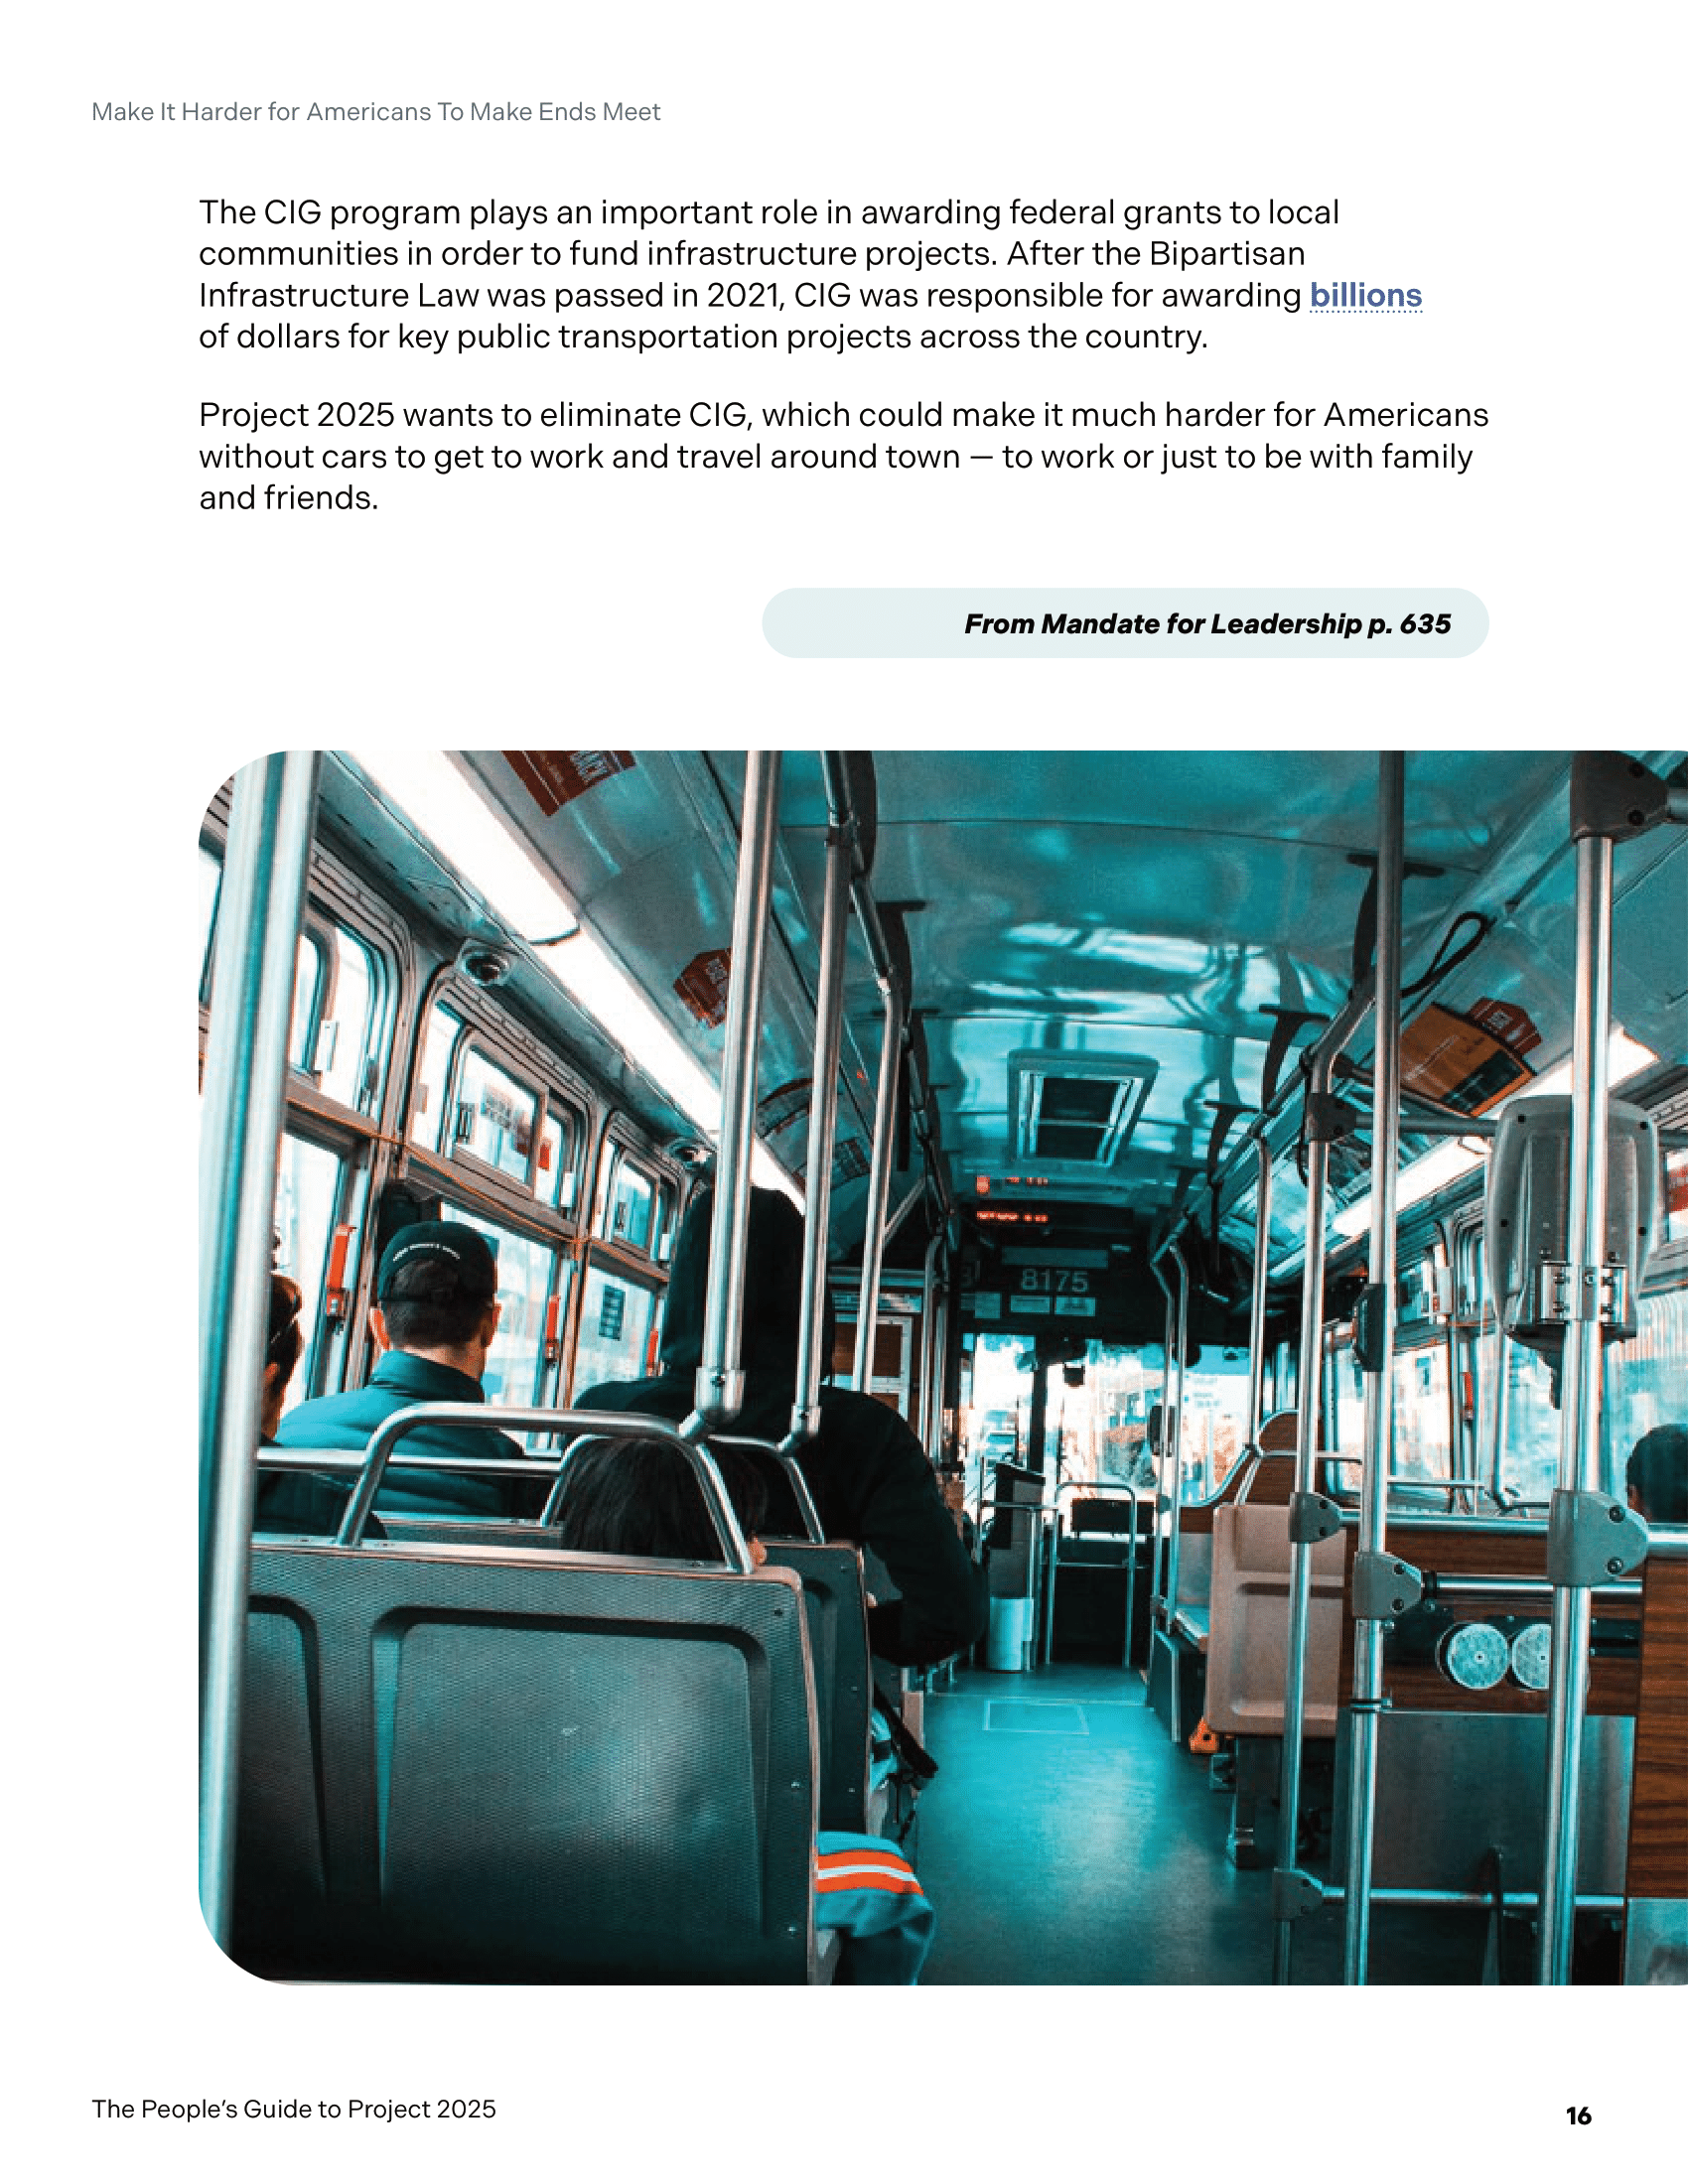 Make It Harder for Americans To Make Ends Meet
The CIG program plays an important role in awarding federal grants to local
communities in order to fund infrastructure projects. After the Bipartisan
Infrastructure Law was passed in 2021, CIG was responsible for awarding billions
of dollars for key public transportation projects across the country.
Project 2025 wants to eliminate CIG, which could make it much harder for Americans
without cars to get to work and travel around town — to work or just to be with family
and friends.
From Mandate for Leadership p. 635
8175
The People’s Guide to Project 2025
16